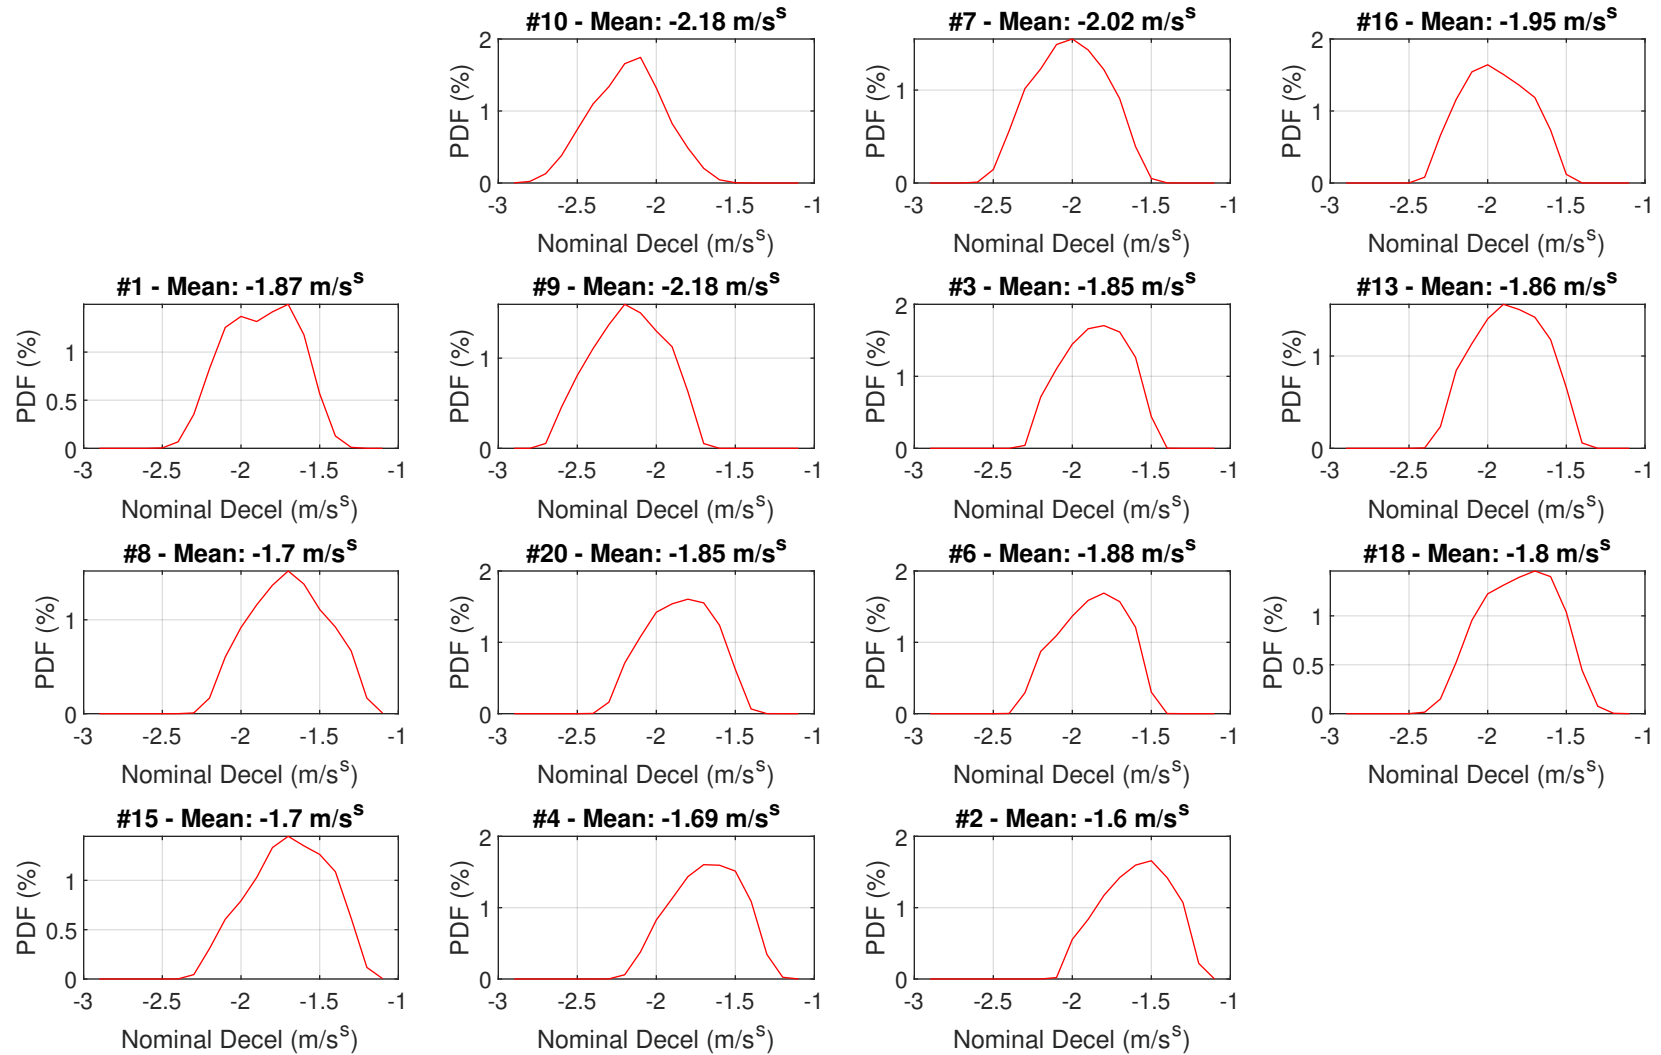 #10 - Mean: -2.18 m/s^s
PDF (%)
2
1
0
-3 -2.5 -2 -1.5 -1
Nominal Decel (m/s^s)
#7 - Mean: -2.02 m/s^s
PDF (%)
1
0
-3 -2.5 -2 -1.5 -1
Nominal Decel (m/s^s)
#16 - Mean: -1.95 m/s^s
PDF (%)
2
1
0
-3 -2.5 -2 -1.5 -1
Nominal Decel (m/s^s)
#1 - Mean: -1.87 m/s^s
PDF (%)
1
0.5
0
-3 -2.5 -2 -1.5 -1
Nominal Decel (m/s^s)
#9 - Mean: -2.18 m/s^s
PDF (%)
1
0
-3 -2.5 -2 -1.5 -1
Nominal Decel (m/s^s)
#3 - Mean: -1.85 m/s^s
PDF (%)
2
1
0
-3 -2.5 -2 -1.5 -1
Nominal Decel (m/s^s)
#13 - Mean: -1.86 m/s^s
PDF (%)
1
0
-3 -2.5 -2 -1.5 -1
Nominal Decel (m/s^s)
#8 - Mean: -1.7 m/s^s
PDF (%)
1
0
-3 -2.5 -2 -1.5 -1
Nominal Decel (m/s^s)
#20 - Mean: -1.85 m/s^s
PDF (%)
2
1
0
-3 -2.5 -2 -1.5 -1
Nominal Decel (m/s^s)
#6 - Mean: -1.88 m/s^s
PDF (%)
2
1
0
-3 -2.5 -2 -1.5 -1
Nominal Decel (m/s^s)
#18 - Mean: -1.8 m/s^s
PDF (%)
1
0.5
0
-3 -2.5 -2 -1.5 -1
Nominal Decel (m/s^s)
#15 - Mean: -1.7 m/s^s
PDF (%)
1
0.5
0
-3 -2.5 -2 -1.5 -1
Nominal Decel (m/s^s)
#4 - Mean: -1.69 m/s^s
PDF (%)
2
1
0
-3 -2.5 -2 -1.5 -1
Nominal Decel (m/s^s)
#2 - Mean: -1.6 m/s^s
PDF (%)
2
1
0
-3 -2.5 -2 -1.5 -1
Nominal Decel (m/s^s)